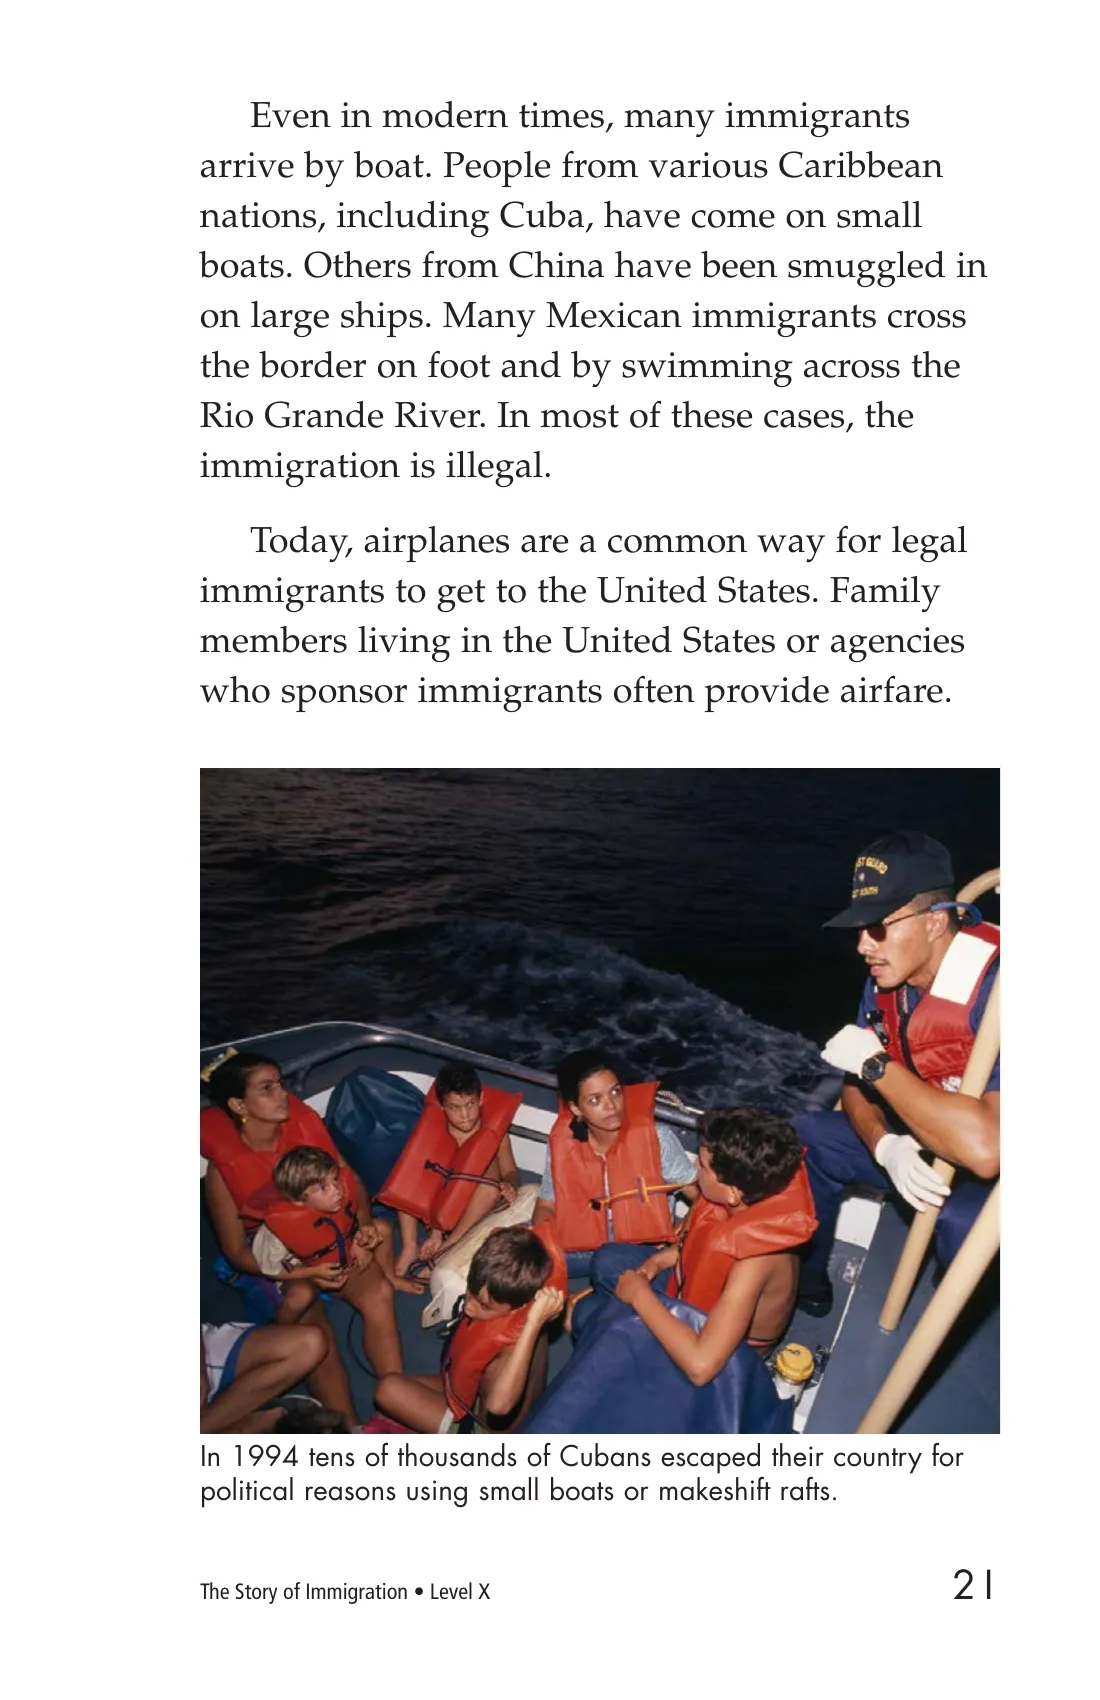 Even in modern times, many immigrants
arrive by boat. People from various Caribbean
nations, including Cuba, have come on small
boats. Others from China have been smuggled in
on large ships. Many Mexican immigrants cross
the border on foot and by swimming across the
Rio Grande River. In most of these cases, the
immigration is illegal.
Today, airplanes are a common way for legal
immigrants to get to the United States. Family
members living in the United States or agencies
who sponsor immigrants often provide airfare.
GUARD
In 1994 tens of thousands of Cubans escaped their country for
political reasons using small boats or makeshift rafts.
The Story of Immigration • Level X
21